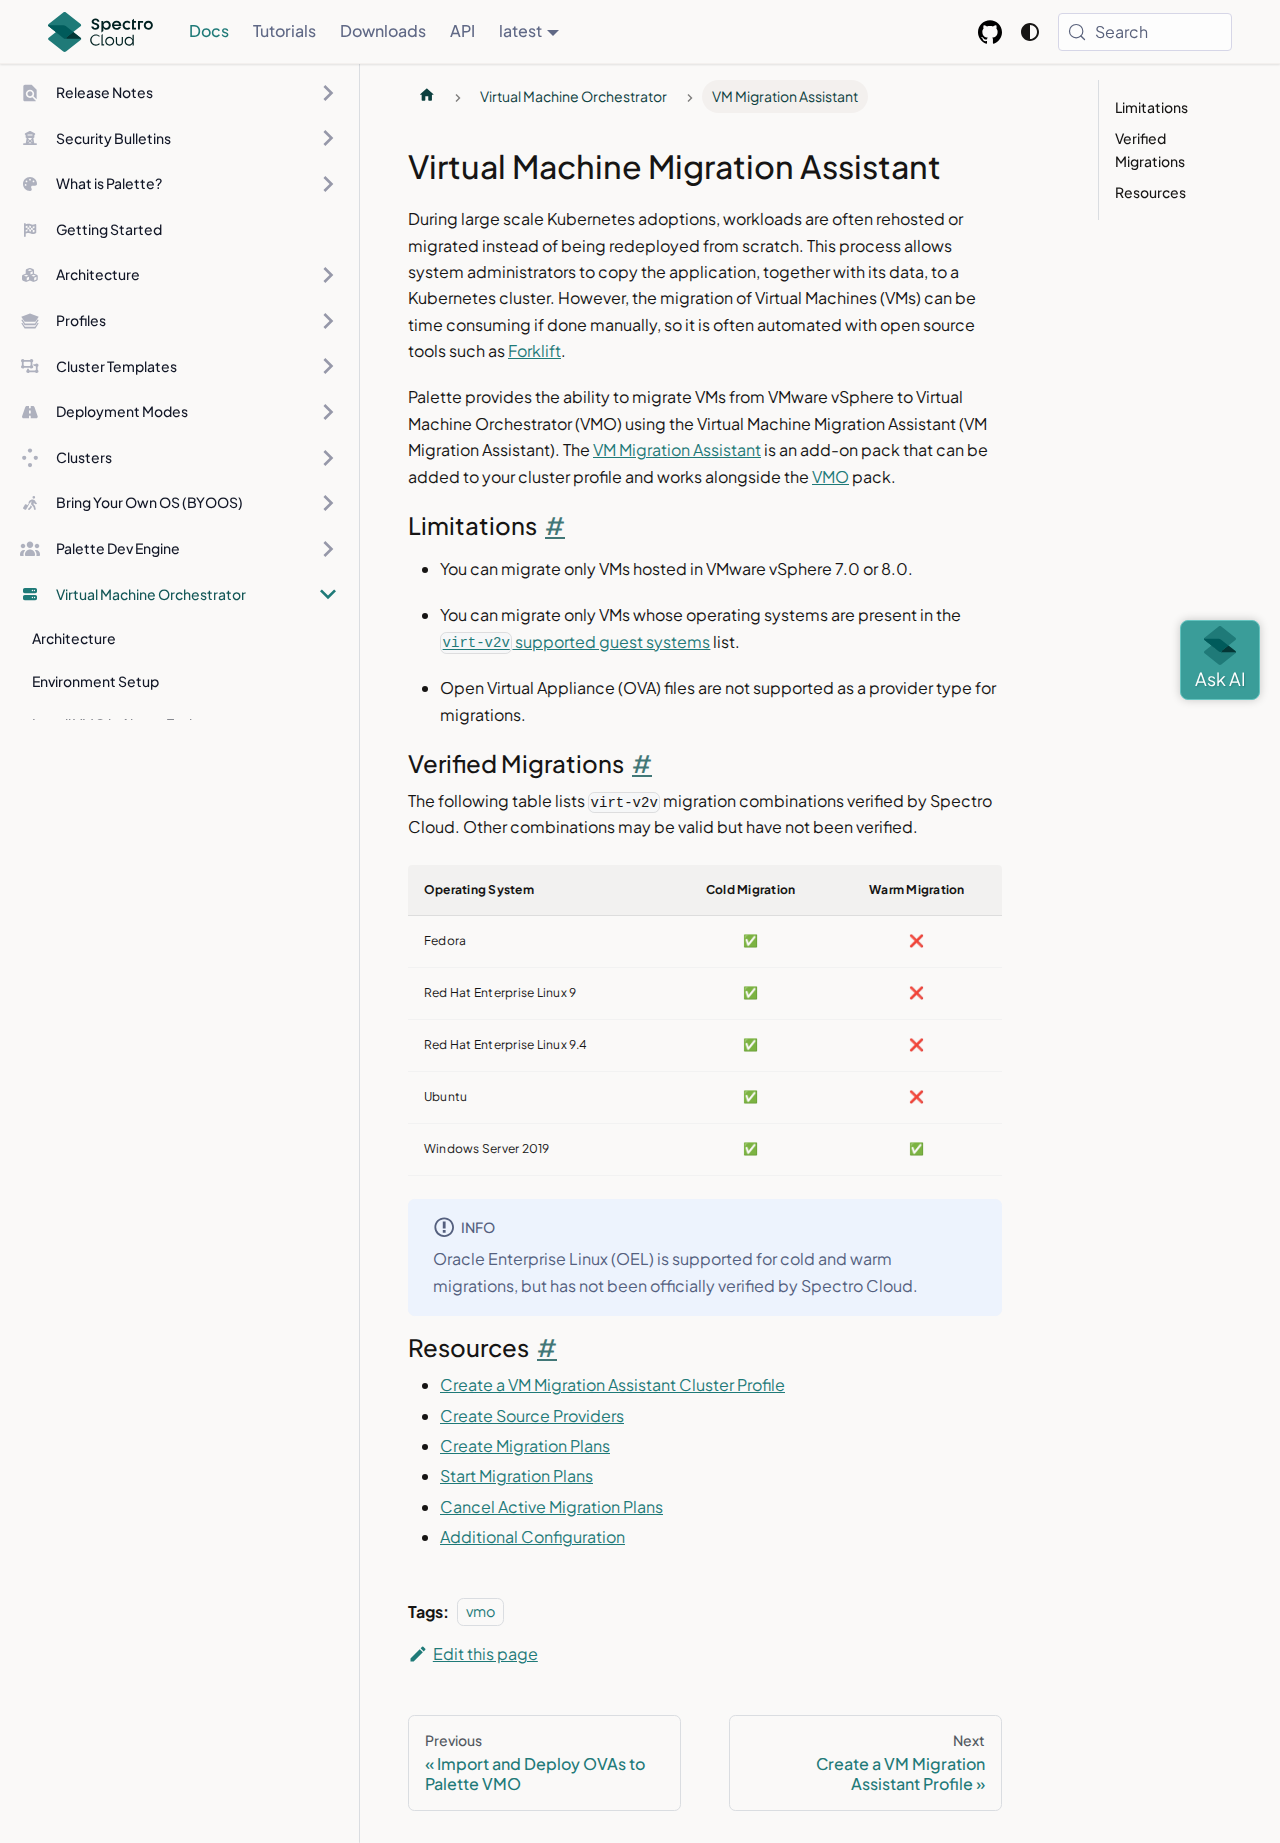 Spectro Cloud
Docs
Tutorials
Downloads
API
latest
Search
Release Notes
Security Bulletins
What is Palette?
Getting Started
Architecture
Profiles
Cluster Templates
Deployment Modes
Clusters
Bring Your Own OS (BYOOS)
Palette Dev Engine
Virtual Machine Orchestrator
Architecture
Environment Setup
Virtual Machine Orchestrator
VM Migration Assistant
Virtual Machine Migration Assistant
During large scale Kubernetes adoptions, workloads are often rehosted or
migrated instead of being redeployed from scratch. This process allows
system administrators to copy the application, together with its data, to a
Kubernetes cluster. However, the migration of Virtual Machines (VMs) can be
time consuming if done manually, so it is often automated with open source
tools such as Forklift.
Palette provides the ability to migrate VMs from VMware vSphere to Virtual
Machine Orchestrator (VMO) using the Virtual Machine Migration Assistant (VM
Migration Assistant). The VM Migration Assistant is an add-on pack that can be
added to your cluster profile and works alongside the VMO pack.
Limitations #
• You can migrate only VMs hosted in VMware vSphere 7.0 or 8.0.
• You can migrate only VMs whose operating systems are present in the
virt-v2v supported guest systems list.
• Open Virtual Appliance (OVA) files are not supported as a provider type for
migrations.
Verified Migrations #
The following table lists virt-v2v migration combinations verified by Spectro
Cloud. Other combinations may be valid but have not been verified.
Operating System Cold Migration Warm Migration
Fedora ✅ ❌
Red Hat Enterprise Linux 9 ✅ ❌
Red Hat Enterprise Linux 9.4 ✅ ❌
Ubuntu ✅ ❌
Windows Server 2019 ✅ ✅
INFO
Oracle Enterprise Linux (OEL) is supported for cold and warm
migrations, but has not been officially verified by Spectro Cloud.
Resources #
• Create a VM Migration Assistant Cluster Profile
• Create Source Providers
• Create Migration Plans
• Start Migration Plans
• Cancel Active Migration Plans
• Additional Configuration
Tags: vmo
Edit this page
Previous
« Import and Deploy OVAs to
Palette VMO
Next
Create a VM Migration
Assistant Profile »
Limitations
Verified
Migrations
Resources
Ask AI